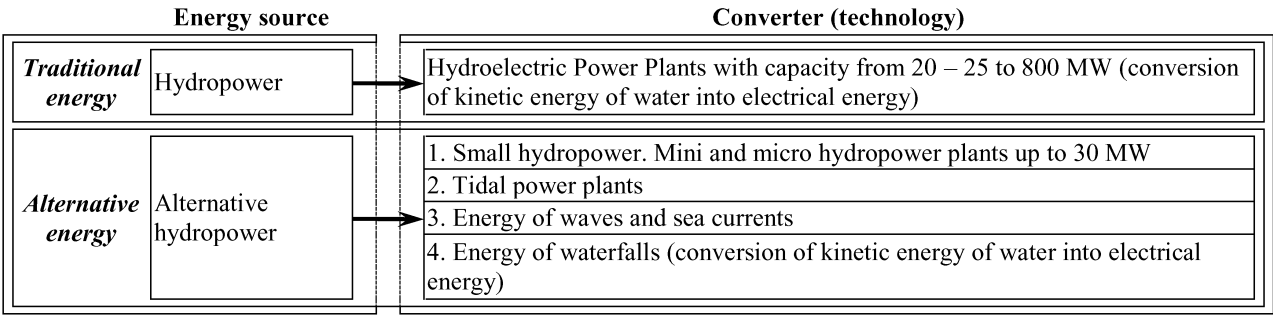 Energy source
Converter (technology)
Traditional
energy
Hydropower
Hydroelectric Power Plants with capacity from 20 – 25 to 800 MW (conversion
of kinetic energy of water into electrical energy)
Alternative
energy
Alternative
hydropower
1. Small hydropower. Mini and micro hydropower plants up to 30 MW
2. Tidal power plants
3. Energy of waves and sea currents
4. Energy of waterfalls (conversion of kinetic energy of water into electrical
energy)